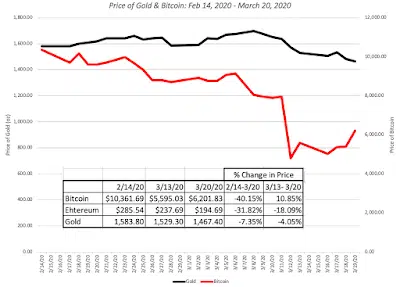 Price of Gold & Bitcoin: Feb 14, 2020 - March 20, 2020
1,800.00
1,600.00
1,400.00
1,200.00
1,000.00
800.00
600.00
400.00
200.00
0.00
Price of Gold (oz)
12,000.00
10,000.00
8,000.00
6,000.00
4,000.00
2,000.00
0.00
Price of Bitcoin
% Change in Price
2/14/20 3/13/20 3/20/20 2/14-3/20 3/13- 3/20
Bitcoin $10,361.69 $5,595.03 $6,201.83 -40.15% 10.85%
Ehtereum $285.54 $237.69 $194.69 -31.82% -18.09%
Gold 1,583.80 1,529.30 1,467.40 -7.35% -4.05%
Gold Bitcoin